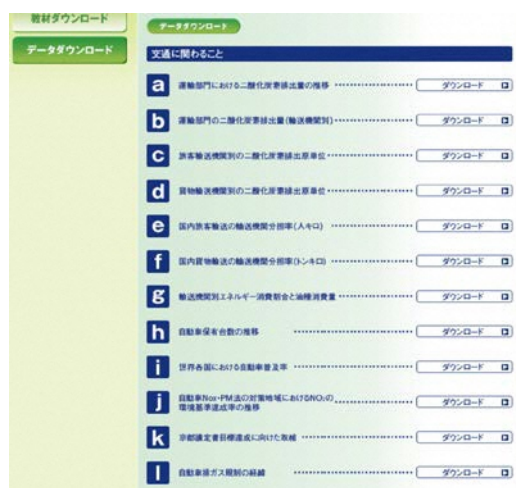 教材ダウンロード
データダウンロード
データダウンロード
交通に関わること
a 運輸部門における二酸化炭素排出量の推移 ダウンロード
b 運輸部門の二酸化炭素排出量(輸送機関別) ダウンロード
c 旅客輸送機関別の二酸化炭素排出原単位 ダウンロード
d 貨物輸送機関別の二酸化炭素排出原単位 ダウンロード
e 国内旅客輸送の輸送機関分担率(人キロ) ダウンロード
f 国内貨物輸送の輸送機関分担率(トンキロ) ダウンロード
g 輸送機関別エネルギー消費割合と油種消費量 ダウンロード
h 自動車保有台数の推移 ダウンロード
i 世界各国における自動車普及率 ダウンロード
j 自動車Nox・PM法の対策地域におけるNO₂の ダウンロード
環境基準達成率の推移
k 京都議定書目標達成に向けた取組 ダウンロード
l 自動車排ガス規制の経緯 ダウンロード